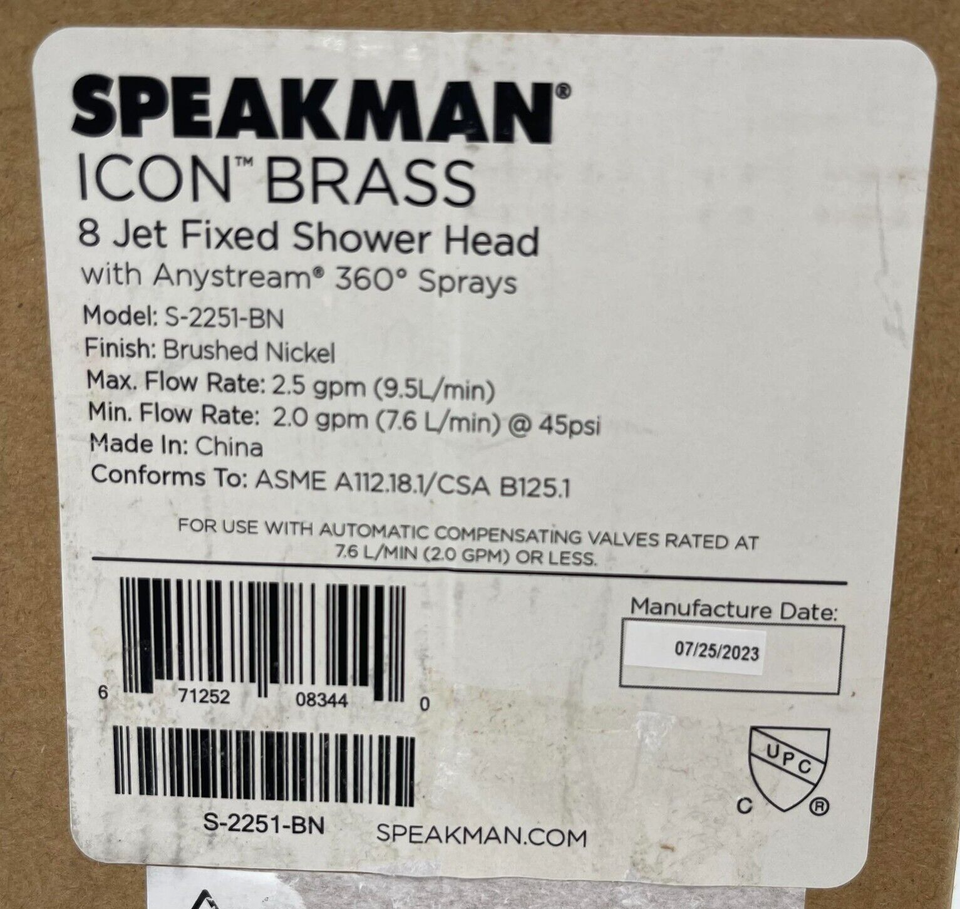 SPEAKMAN®
ICON™ BRASS
8 Jet Fixed Shower Head
with Anystream® 360° Sprays
Model: S-2251-BN
Finish: Brushed Nickel
Max. Flow Rate: 2.5 gpm (9.5L/min)
Min. Flow Rate: 2.0 gpm (7.6 L/min) @ 45psi
Made In: China
Conforms To: ASME A112.18.1/CSA B125.1
FOR USE WITH AUTOMATIC COMPENSATING VALVES RATED AT
7.6 L/MIN (2.0 GPM) OR LESS.
Manufacture Date:
07/25/2023
6 71252 08344 0
UPC
C ®
S-2251-BN
SPEAKMAN.COM